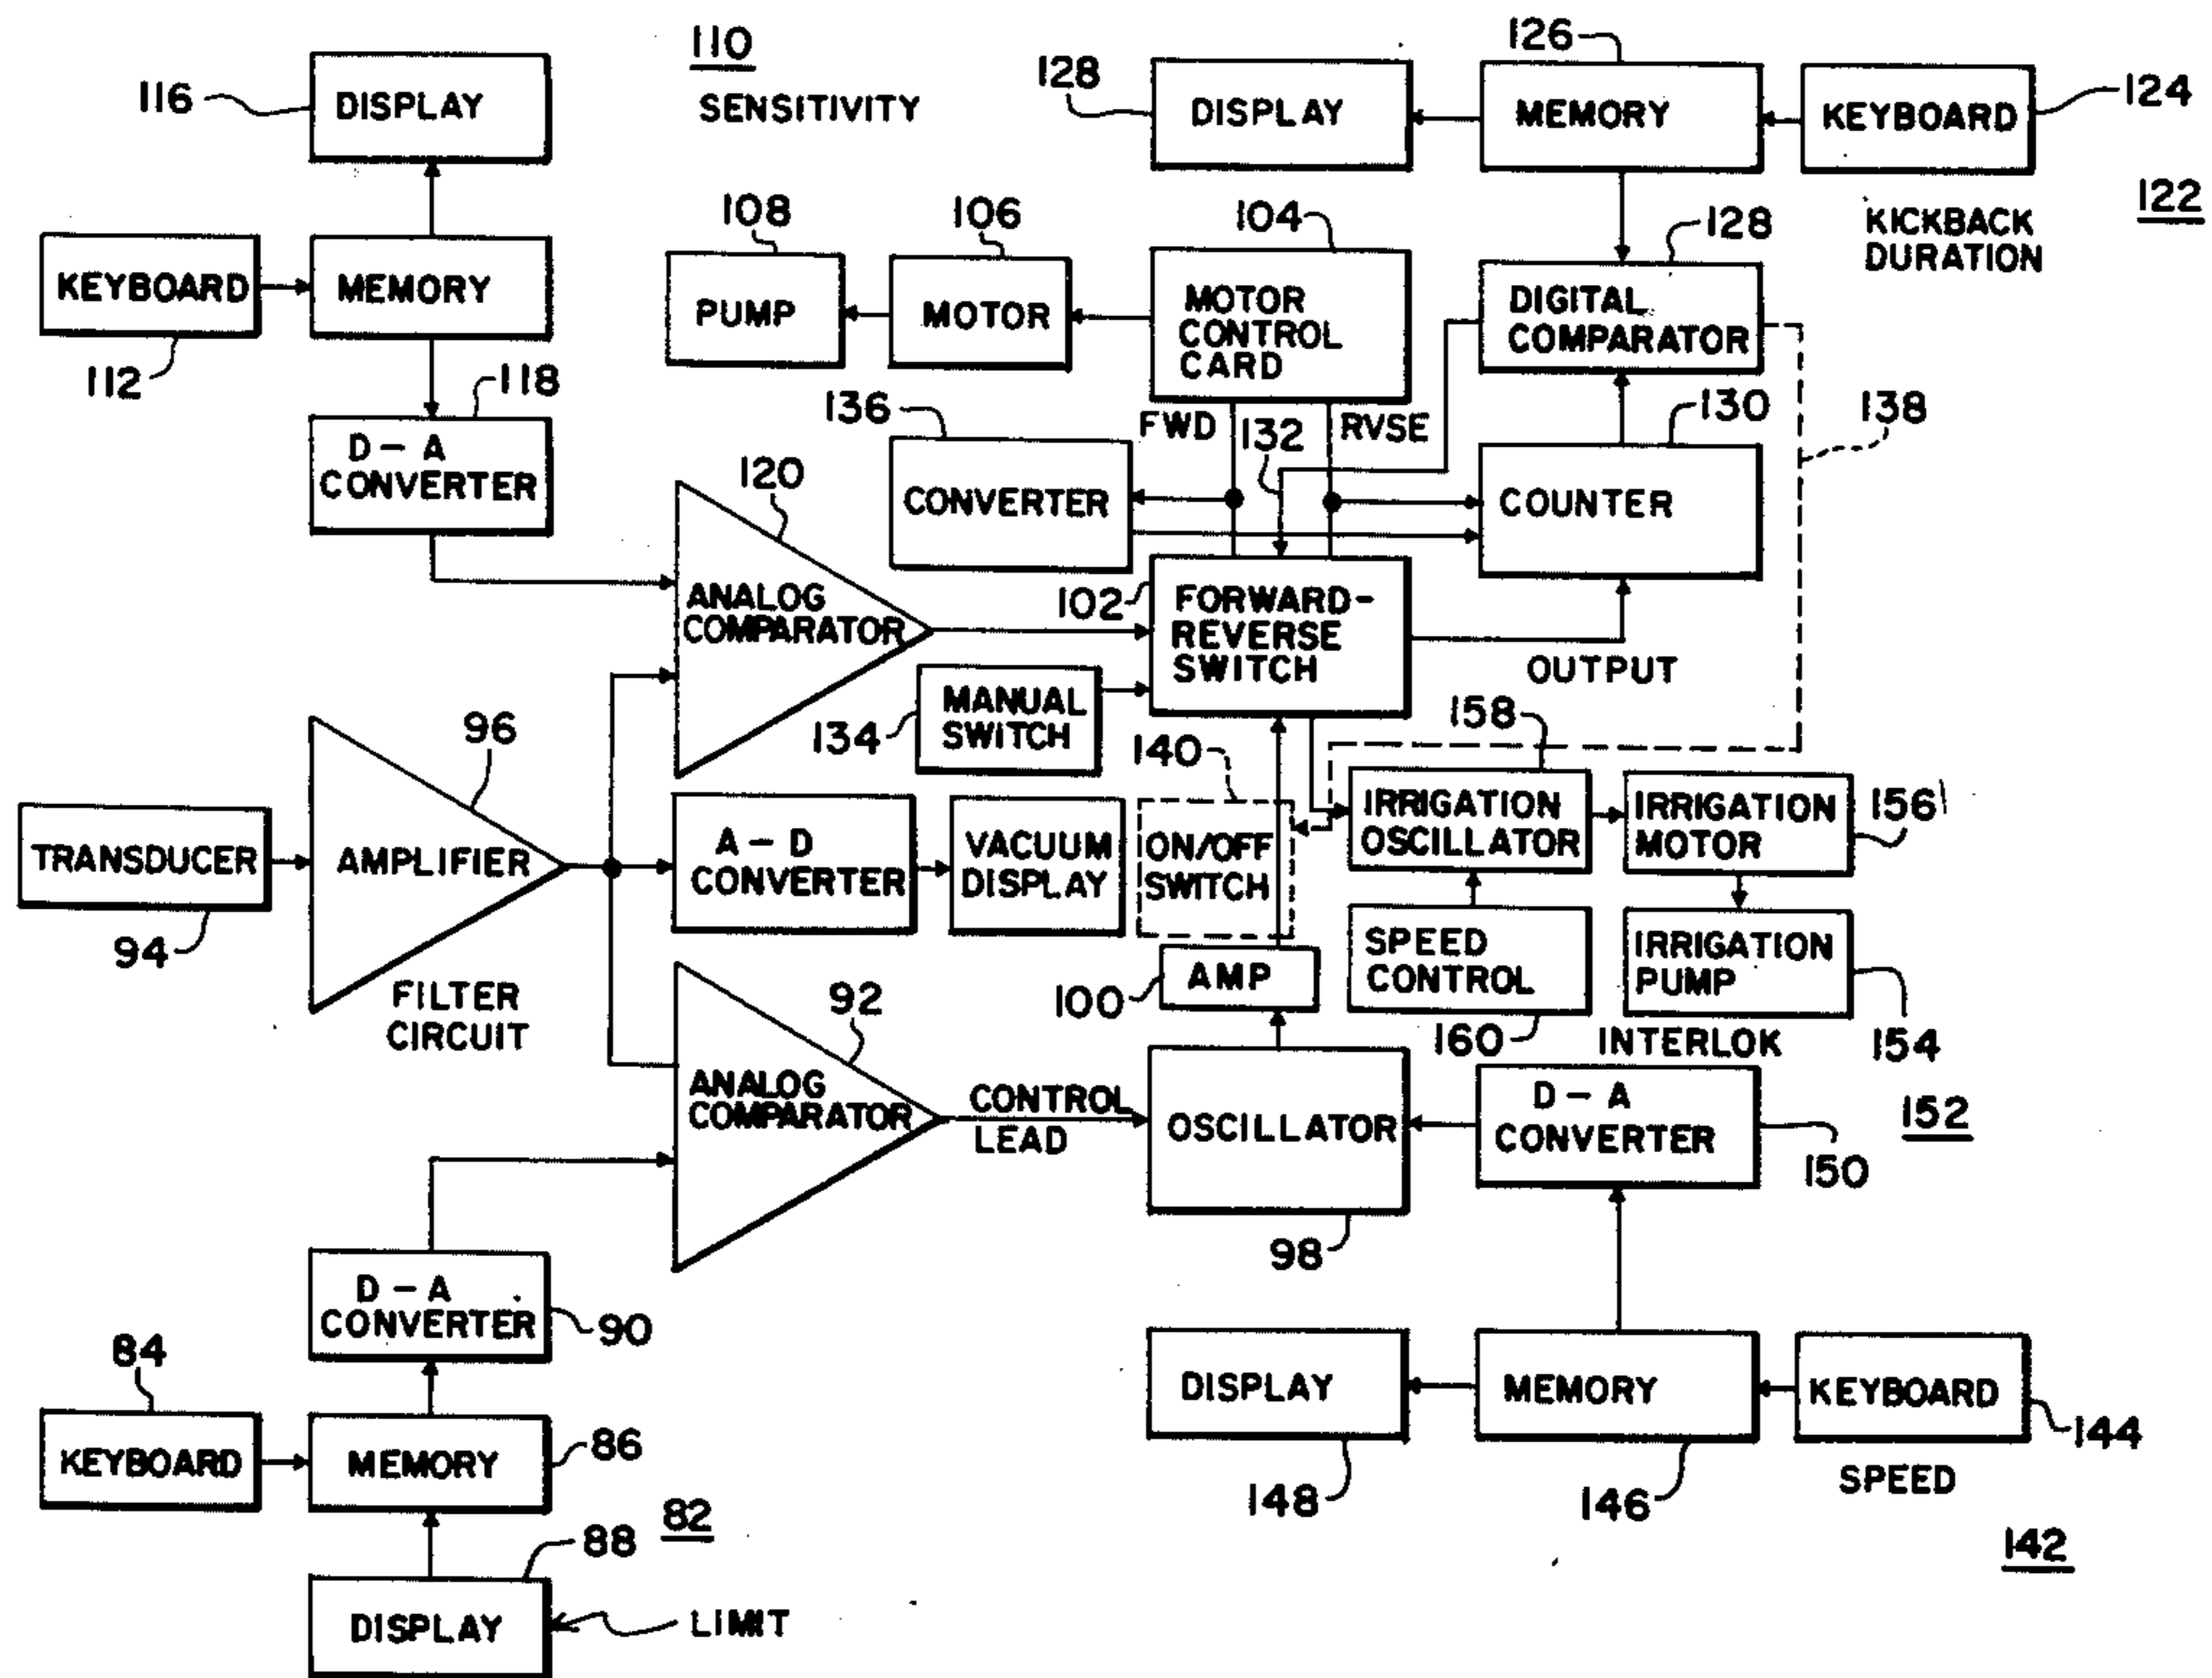 110
SENSITIVITY
116
DISPLAY
KEYBOARD
112
MEMORY
118
D-A
CONVERTER
128
DISPLAY
126
MEMORY
KEYBOARD
124
122
KICKBACK
DURATION
108
PUMP
106
MOTOR
104
MOTOR
CONTROL
CARD
128
DIGITAL
COMPARATOR
138
136
CONVERTER
FWD
132
RVSE
130
COUNTER
120
ANALOG
COMPARATOR
102
FORWARD-
REVERSE
SWITCH
OUTPUT
134
MANUAL
SWITCH
TRANSDUCER
94
96
AMPLIFIER
FILTER
CIRCUIT
A-D
CONVERTER
VACUUM
DISPLAY
140
ON/OFF
SWITCH
158
IRRIGATION
OSCILLATOR
IRRIGATION
MOTOR
156
SPEED
CONTROL
160
IRRIGATION
PUMP
154
INTERLOK
152
100
AMP
92
ANALOG
COMPARATOR
CONTROL
LEAD
OSCILLATOR
98
D-A
CONVERTER
150
D-A
CONVERTER
90
84
KEYBOARD
MEMORY
86
82
88
DISPLAY
LIMIT
DISPLAY
148
MEMORY
146
KEYBOARD
144
SPEED
142